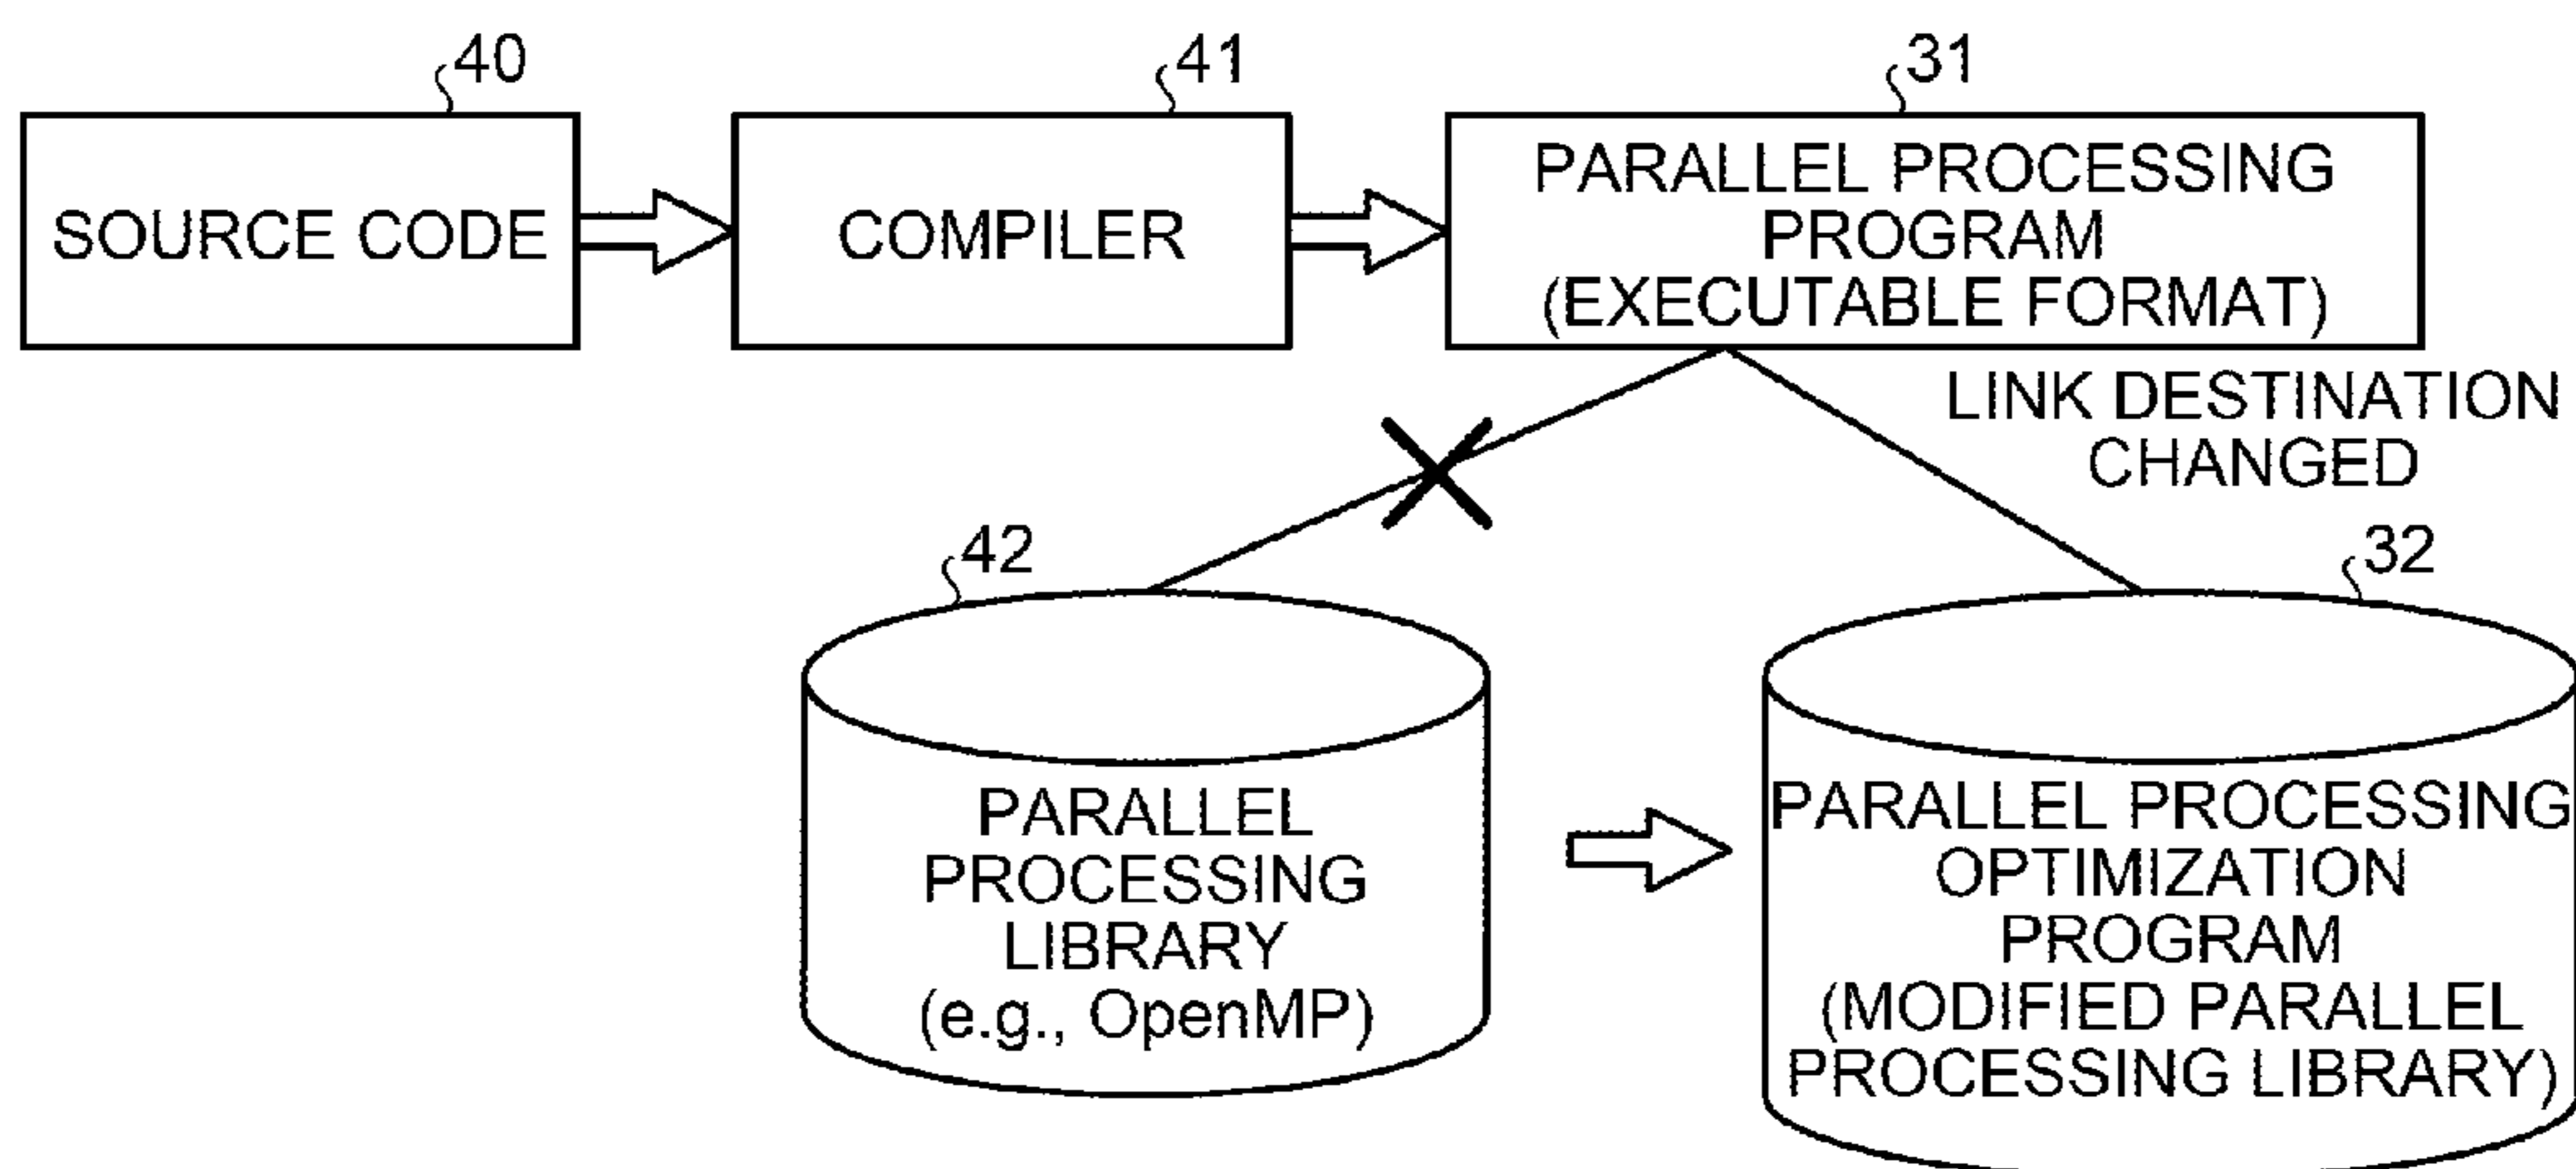 40
41
31
SOURCE CODE
COMPILER
PARALLEL PROCESSING
PROGRAM
(EXECUTABLE FORMAT)
LINK DESTINATION
CHANGED
42
32
PARALLEL
PROCESSING
LIBRARY
(e.g., OpenMP)
PARALLEL PROCESSING
OPTIMIZATION
PROGRAM
(MODIFIED PARALLEL
PROCESSING LIBRARY)